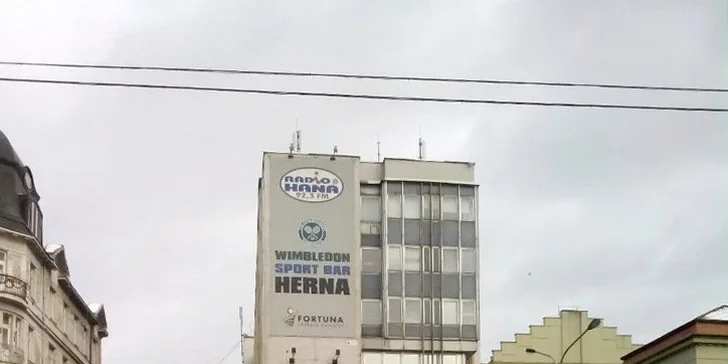 RADIO
HANÁ
92,3 FM
WIMBLEDON
SPORT BAR
HERNA
FORTUNA